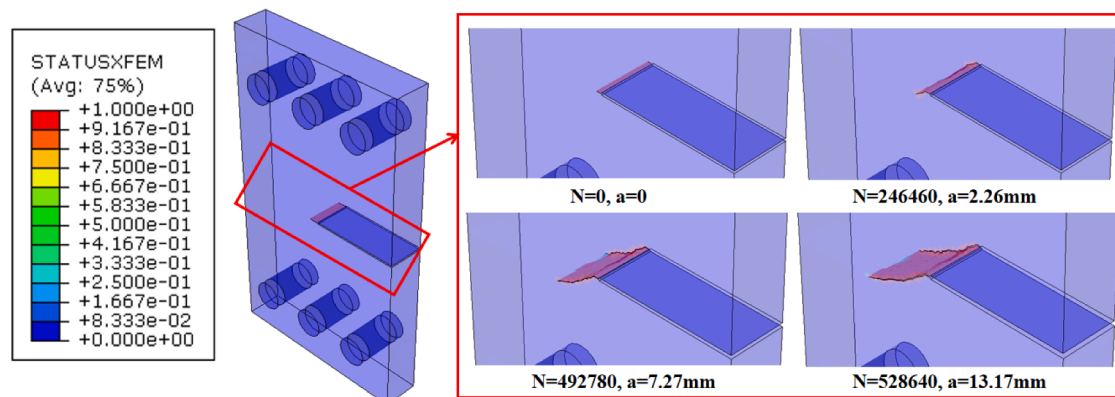 STATUSXFEM
(Avg: 75%)
+1.000e+00
+9.167e-01
+8.333e-01
+7.500e-01
+6.667e-01
+5.833e-01
+5.000e-01
+4.167e-01
+3.333e-01
+2.500e-01
+1.667e-01
+8.333e-02
+0.000e+00
N=0, a=0
N=246460, a=2.26mm
N=492780, a=7.27mm
N=528640, a=13.17mm